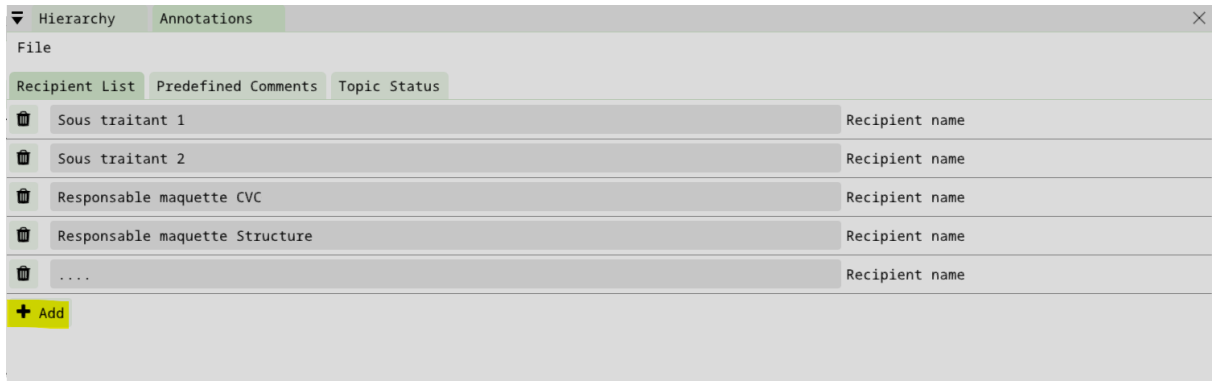 Hierarchy Annotations
File
Recipient List Predefined Comments Topic Status
Sous traitant 1 Recipient name
Sous traitant 2 Recipient name
Responsable maquette CVC Recipient name
Responsable maquette Structure Recipient name
.... Recipient name
+ Add